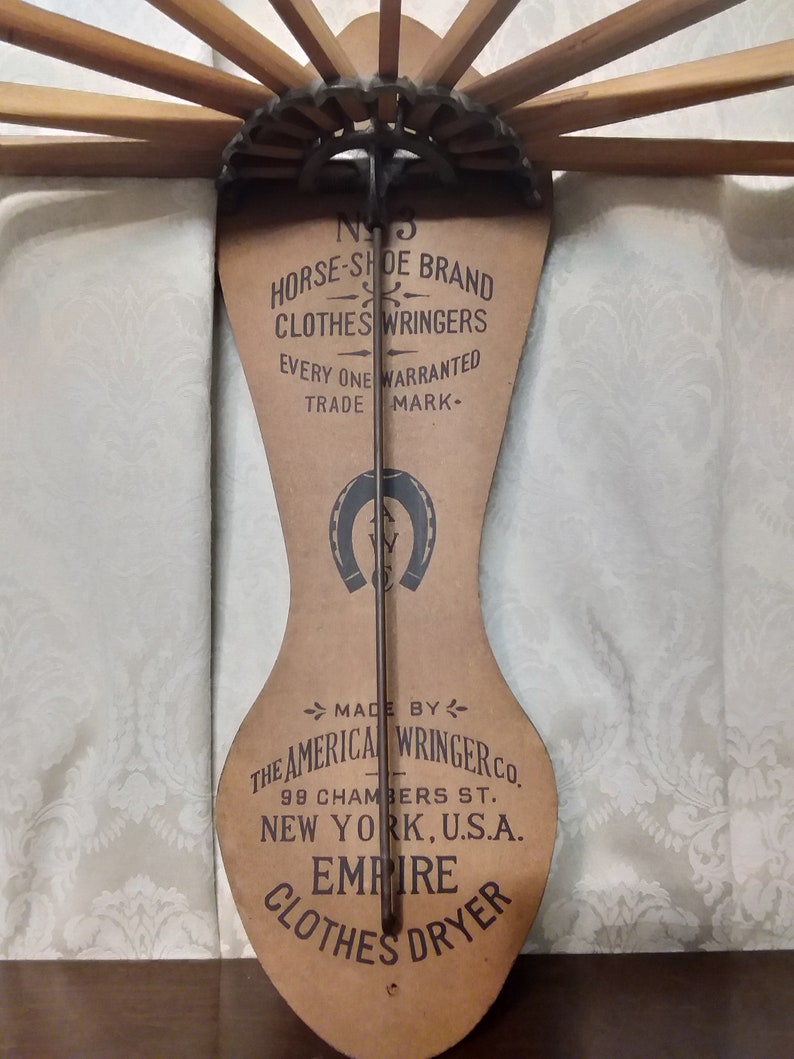 No 3
HORSE-SHOE BRAND
CLOTHES WRINGERS
EVERY ONE WARRANTED
TRADE MARK
A
W
C
MADE BY
THE AMERICAN WRINGER CO.
99 CHAMBERS ST.
NEW YORK, U.S.A.
EMPIRE
CLOTHES DRYER